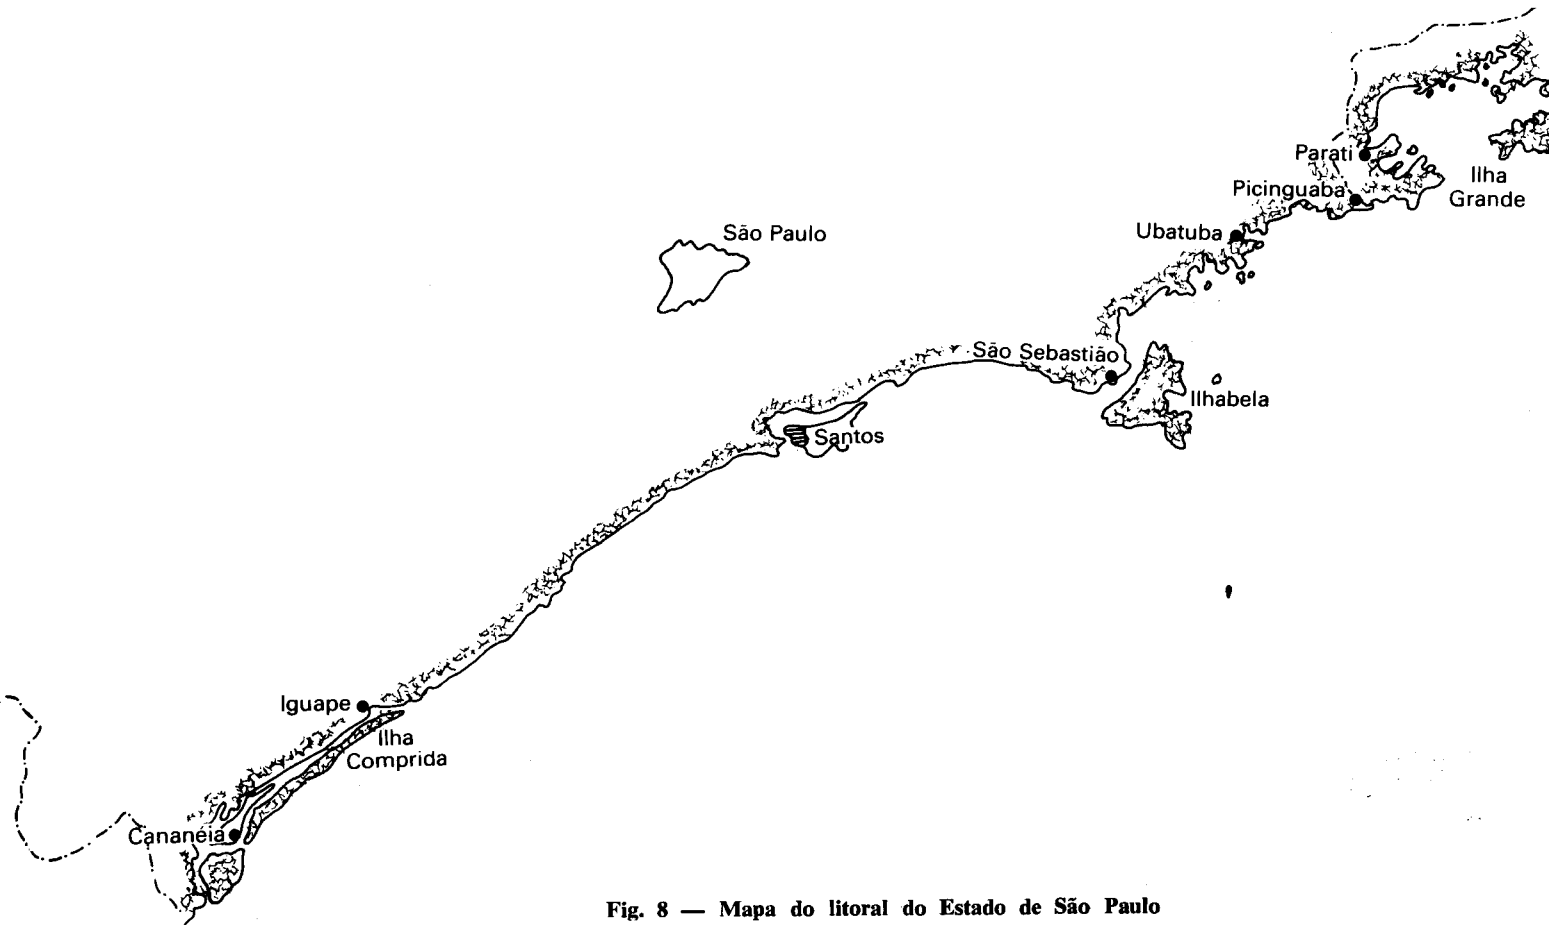 Parati
Ilha
Grande
Picinguaba
Ubatuba
São Paulo
São Sebastião
Ilhabela
Santos
Iguape
Ilha
Comprida
Cananéia
Fig. 8 — Mapa do litoral do Estado de São Paulo